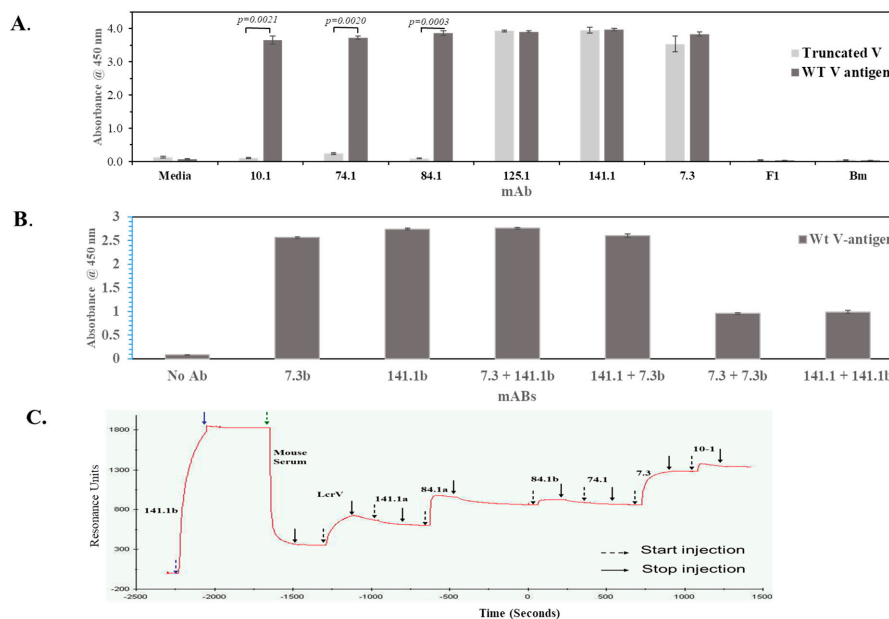 A.
Absorbance @ 450 nm
5.0
4.0
3.0
2.0
1.0
0.0
p=0.0021
p=0.0020
p=0.0003
Truncated V
WT V antigen
Media 10.1 74.1 84.1 125.1 141.1 7.3 F1 Bm
mAb
B.
Absorbance @ 450 nm
3
2.5
2
1.5
1
0.5
0
Wt V-antigen
No Ab 7.3b 141.1b 7.3 + 141.1b 141.1 + 7.3b 7.3 + 7.3b 141.1 + 141.1b
mABs
C.
Resonance Units
1800
1300
800
300
-200
141.1b
Mouse
Serum
LcrV
141.1a
84.1a
84.1b
74.1
7.3
10-1
Start injection
Stop injection
-2500 -2000 -1500 -1000 -500 0 500 1000 1500
Time (Seconds)